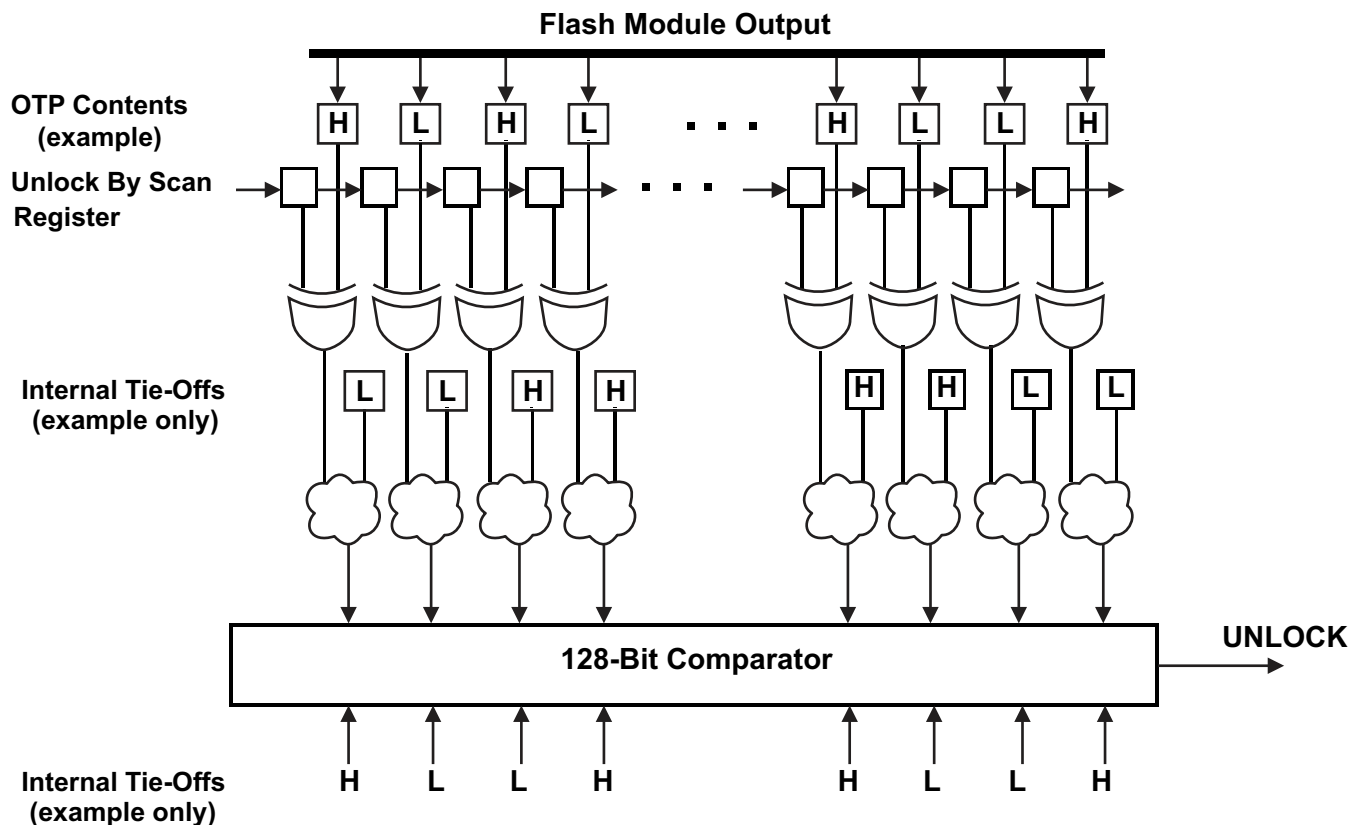 Flash Module Output
OTP Contents
(example)
H L H L . . . H L L H
Unlock By Scan
Register
. . .
Internal Tie-Offs
(example only)
L L H H H H L L
128-Bit Comparator
UNLOCK
H L L H H L L H
Internal Tie-Offs
(example only)